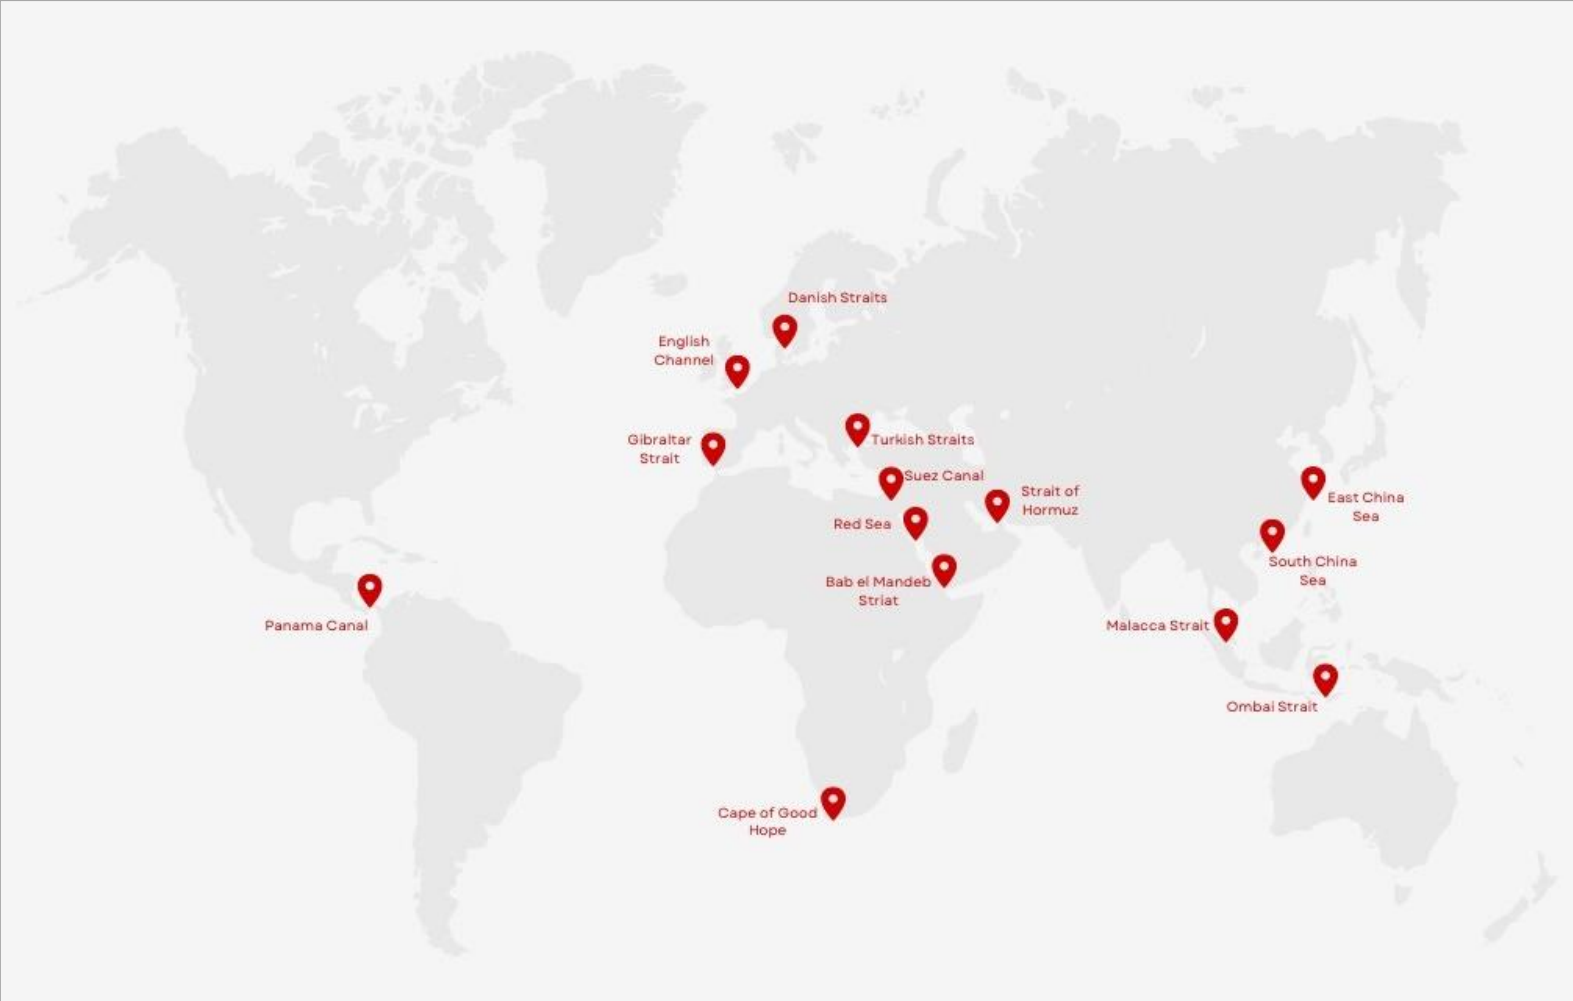 Danish Straits
English
Channel
Gibraltar
Strait
Turkish Straits
Suez Canal
Strait of
Hormuz
Red Sea
East China
Sea
South China
Sea
Bab el Mandeb
Striat
Panama Canal
Malacca Strait
Ombai Strait
Cape of Good
Hope